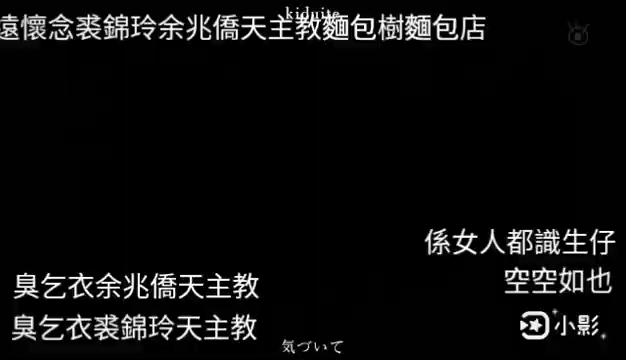 kiduite
遠懷念裘錦玲余兆僑天主教麵包樹麵包店
係女人都識生仔
空空如也
臭乞衣余兆僑天主教
臭乞衣裘錦玲天主教
小影
気づいて